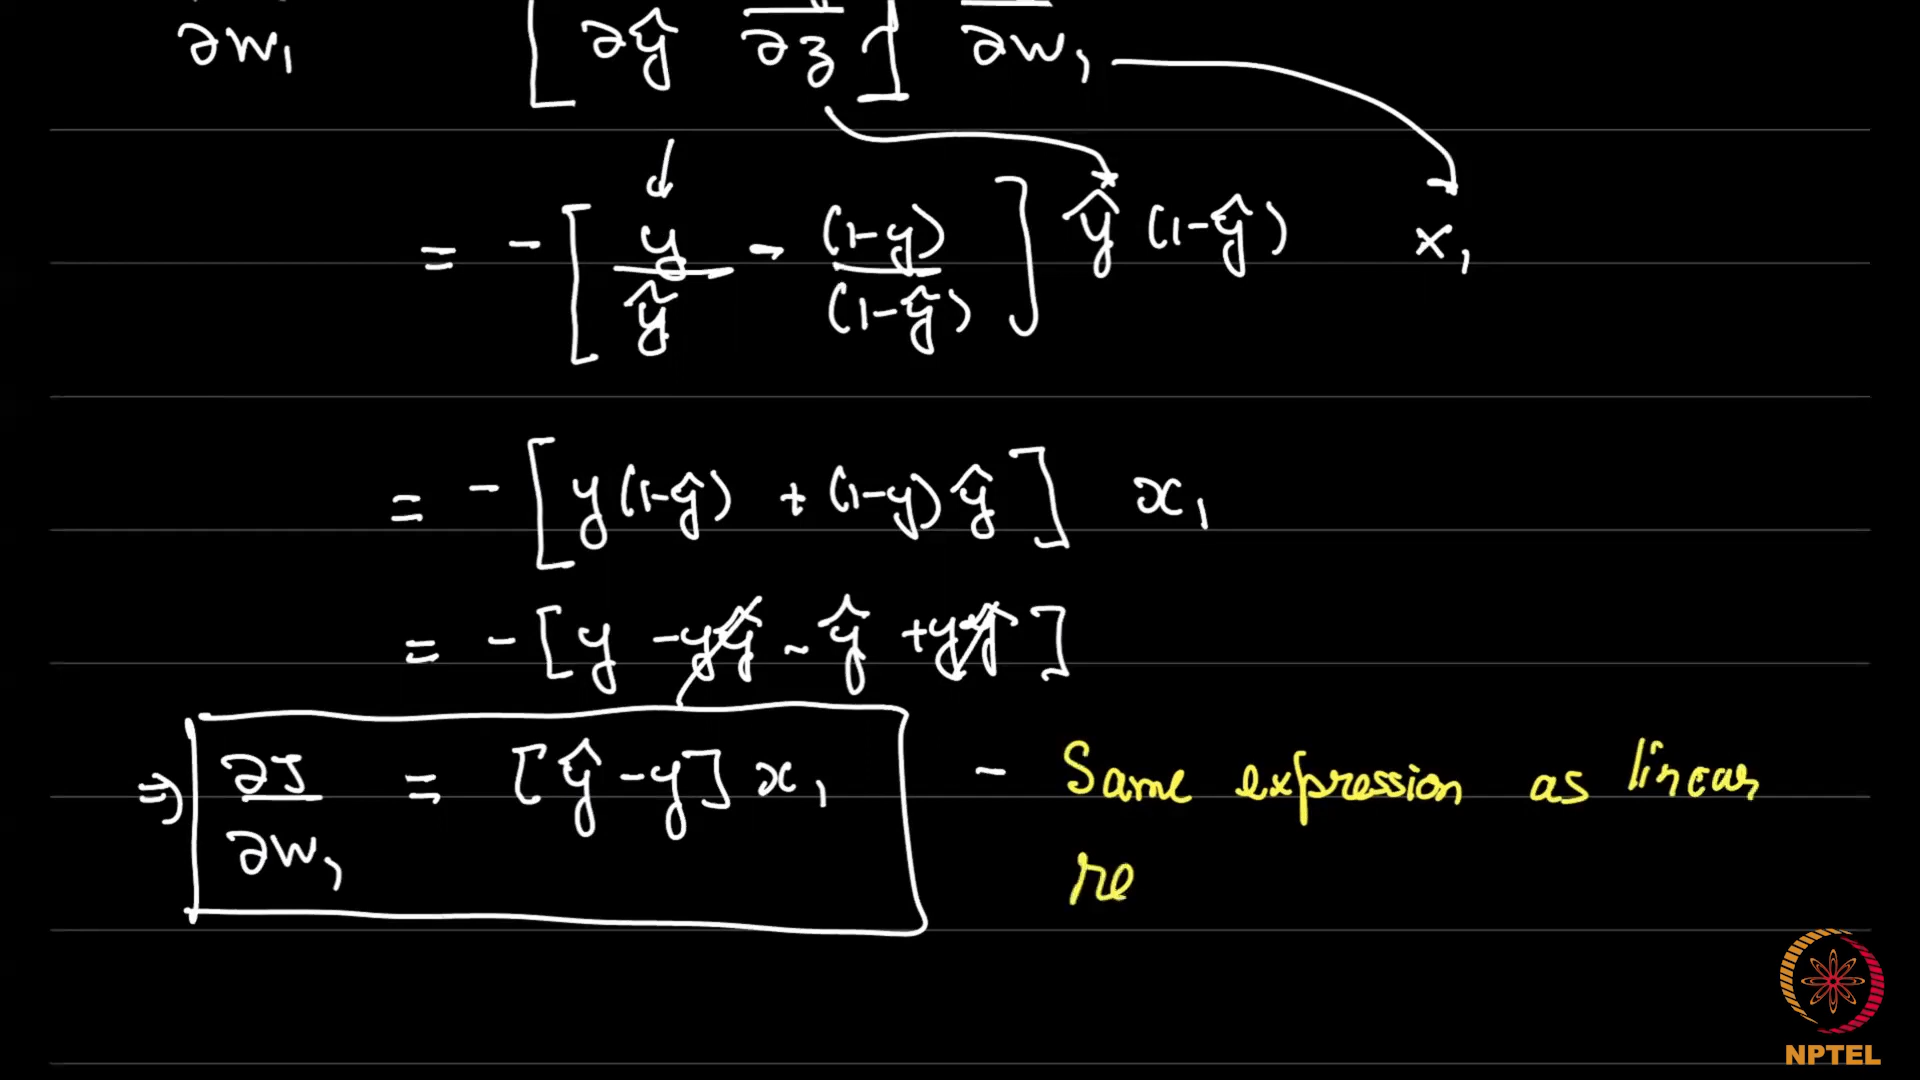 ∂w₁ [ ∂ŷ ∂z ] ∂w₁
= - [ y/ŷ - (1-y)/(1-ŷ) ] ŷ (1-ŷ) x₁
= - [ y(1-ŷ) + (1-y) ŷ ] x₁
= - [ y - yŷ - ŷ + yŷ ]
⇒ ∂J/∂w₁ = [ŷ - y] x₁ - Same expression as linear
re
NPTEL